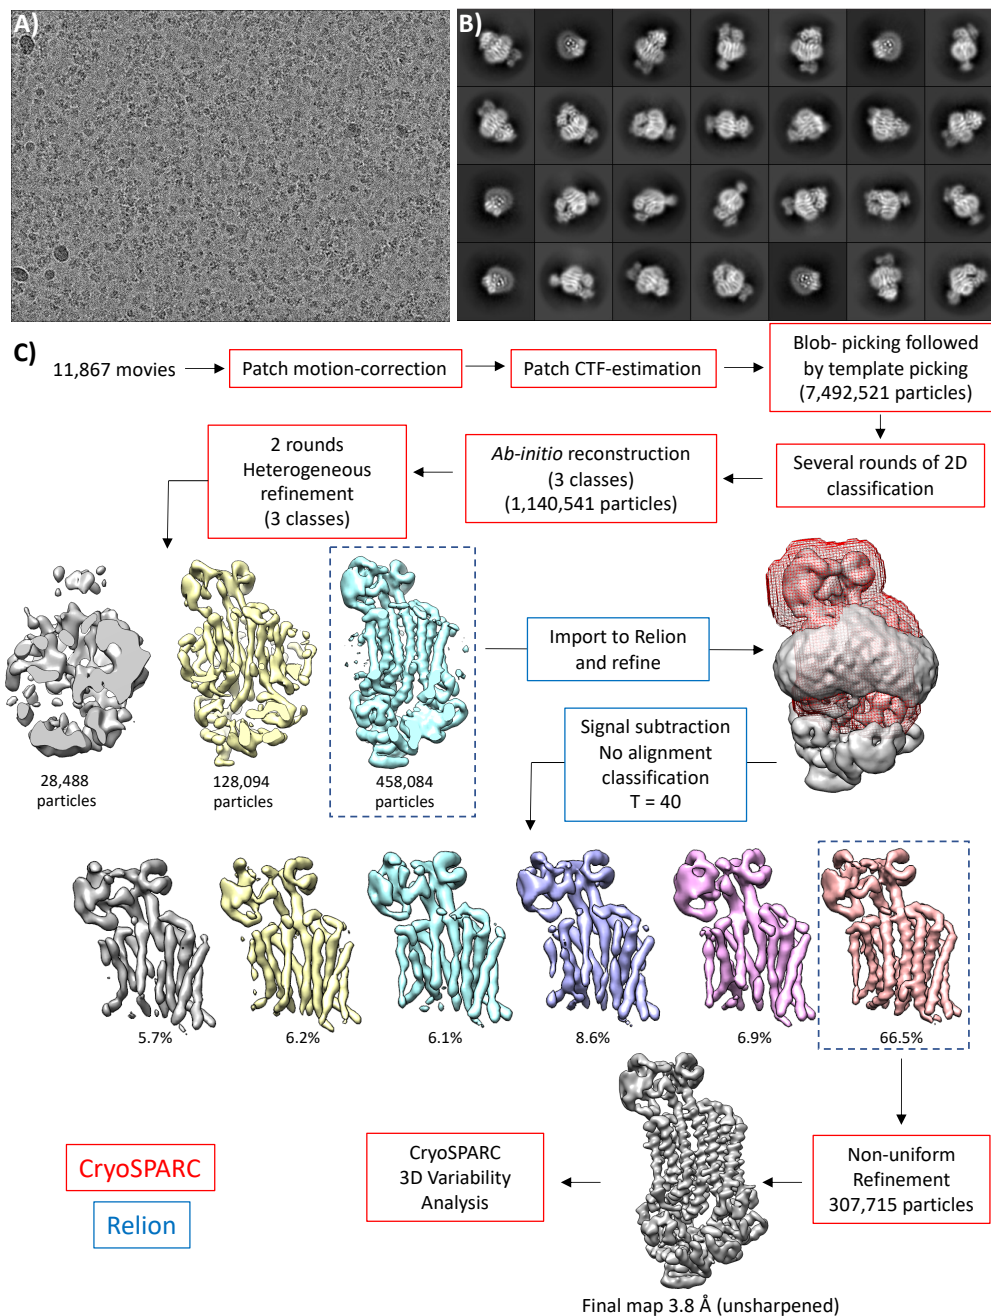 A)
B)
C)
11,867 movies
Patch motion-correction
Patch CTF-estimation
Blob- picking followed
by template picking
(7,492,521 particles)
2 rounds
Heterogeneous
refinement
(3 classes)
Ab-initio reconstruction
(3 classes)
(1,140,541 particles)
Several rounds of 2D
classification
Import to Relion
and refine
28,488
particles
128,094
particles
458,084
particles
Signal subtraction
No alignment
classification
T = 40
5.7%
6.2%
6.1%
8.6%
6.9%
66.5%
CryoSPARC
Relion
CryoSPARC
3D Variability
Analysis
Non-uniform
Refinement
307,715 particles
Final map 3.8 Å (unsharpened)